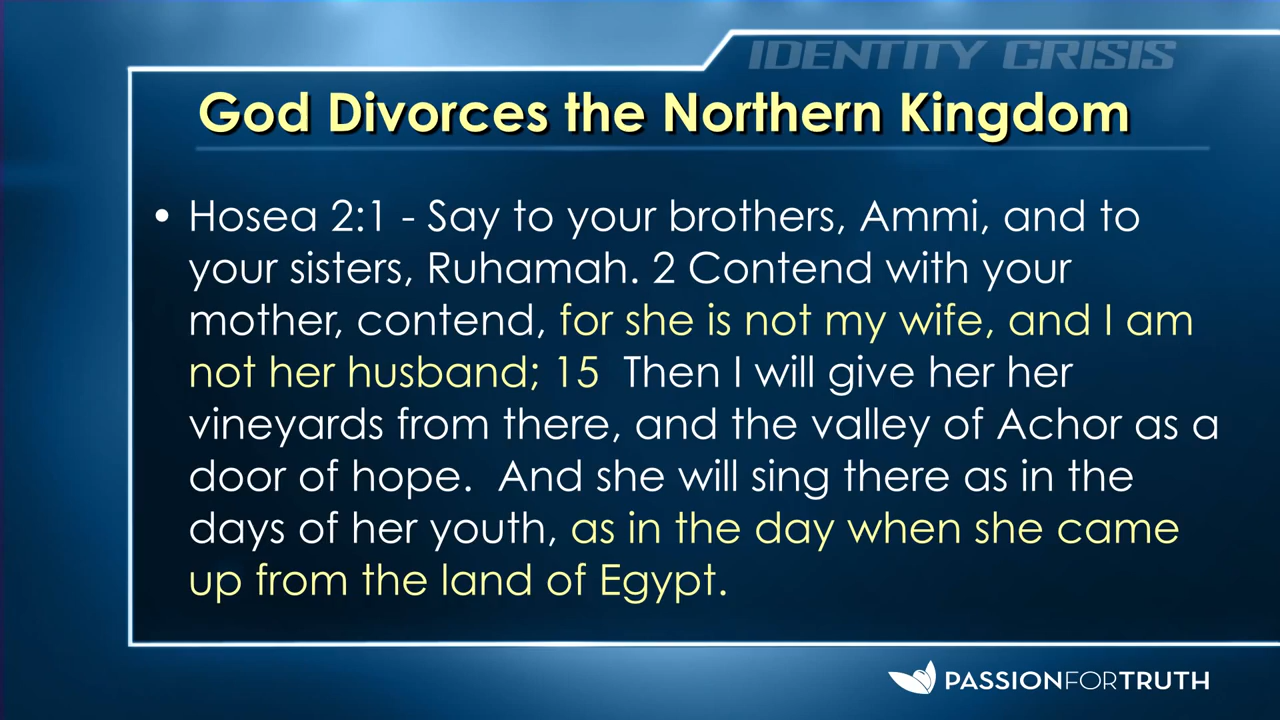 IDENTITY CRISIS
God Divorces the Northern Kingdom
• Hosea 2:1 - Say to your brothers, Ammi, and to
your sisters, Ruhamah. 2 Contend with your
mother, contend, for she is not my wife, and I am
not her husband; 15  Then I will give her her
vineyards from there, and the valley of Achor as a
door of hope.  And she will sing there as in the
days of her youth, as in the day when she came
up from the land of Egypt.
PASSIONFORTRUTH